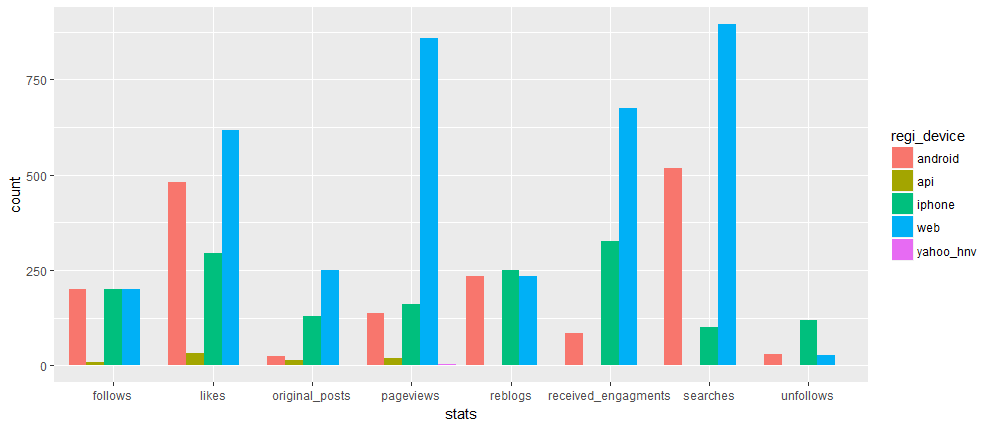 count
750
500
250
0
follows likes original_posts pageviews reblogs received_engagments searches unfollows
stats
regi_device
android
api
iphone
web
yahoo_hnv